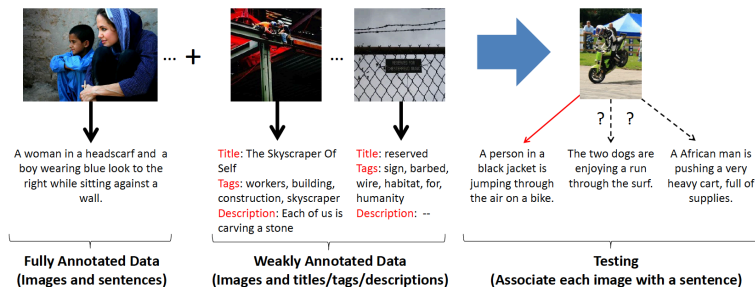 ... + ...
? ?
A woman in a headscarf and a
boy wearing blue look to the
right while sitting against a
wall.
Title: The Skyscraper Of
Self
Tags: workers, building,
construction, skyscraper
Description: Each of us is
carving a stone
Title: reserved
Tags: sign, barbed,
wire, habitat, for,
humanity
Description: --
A person in a
black jacket is
jumping through
the air on a bike.
The two dogs are
enjoying a run
through the surf.
A African man is
pushing a very
heavy cart, full of
supplies.
Fully Annotated Data
(Images and sentences)
Weakly Annotated Data
(Images and titles/tags/descriptions)
Testing
(Associate each image with a sentence)